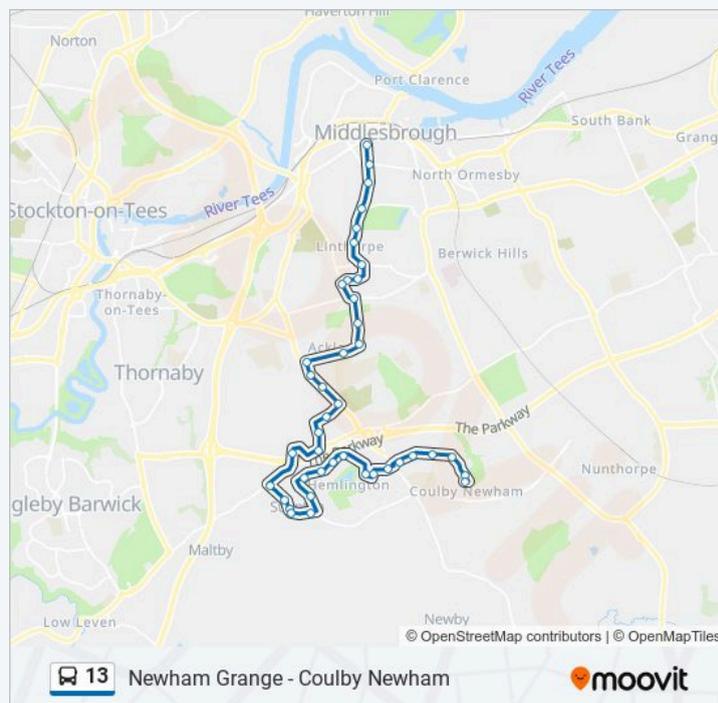 Haverton Hill
Norton
Port Clarence
River Tees
South Bank
Middlesbrough
Grang
North Ormesby
Stockton-on-Tees
River Tees
Linthorpe
Berwick Hills
Thornaby-
on-Tees
Ackl
Thornaby
The Parkway
Parkway
Nunthorpe
Hemlington
Coulby Newham
gleby Barwick
St
Maltby
Low Leven
Newby
© OpenStreetMap contributors | © OpenMapTiles
13 Newham Grange - Coulby Newham
moovit